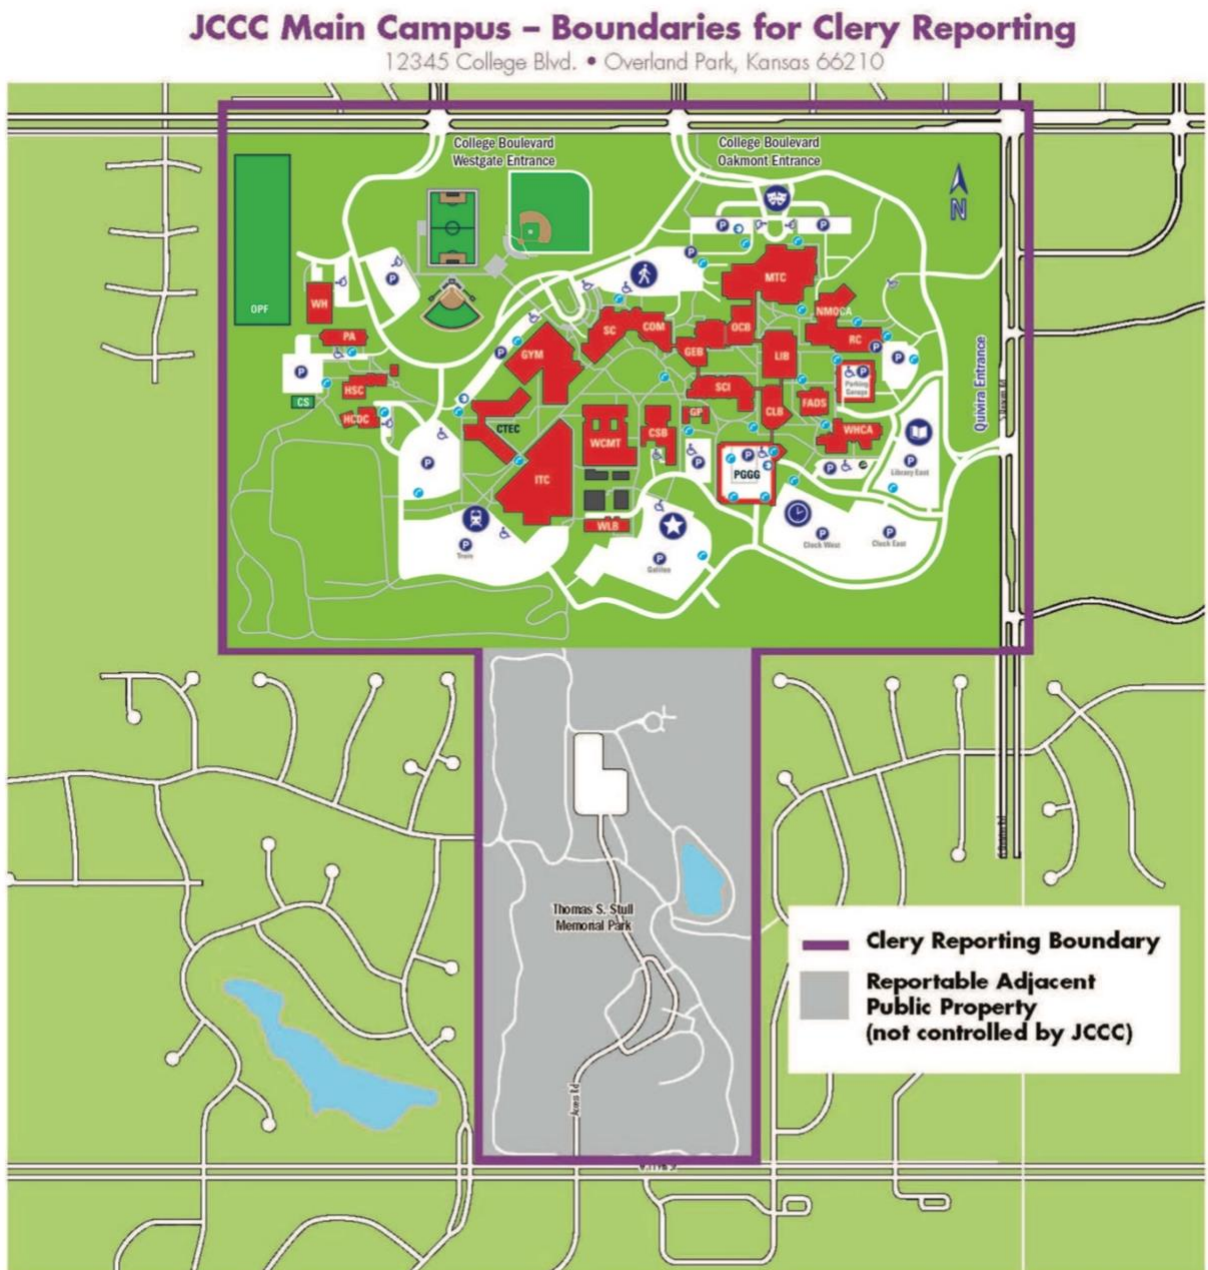 JCCC Main Campus – Boundaries for Clery Reporting
12345 College Blvd. • Overland Park, Kansas 66210
College Boulevard
Westgate Entrance
College Boulevard
Oakmont Entrance
N
OPF
WH
PA
P
CS
HSC
HCDC
P
P
P
P
P
MTC
NMOCA
RC
P
P
OCB
COM
SC
GEB
LIB
GYM
P
SCI
P
Parking
Garage
Quivira Entrance
CLB
FADS
GP
WHCA
CTEC
WCMT
CSB
P
Library East
ITC
P
PGGG
P
P
P
WLB
P
Train
P
Galileo
P
Clock West
P
Clock East
Thomas S. Stull
Memorial Park
Clery Reporting Boundary
Reportable Adjacent
Public Property
(not controlled by JCCC)